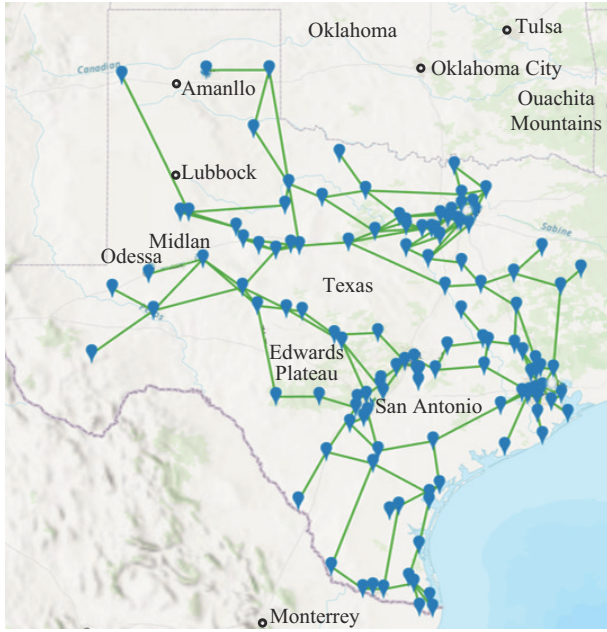 Oklahoma
Tulsa
Canadian
Oklahoma City
Amanllo
Ouachita
Mountains
Lubbock
Sabine
Midlan
Odessa
Texas
Edwards
Plateau
San Antonio
Monterrey